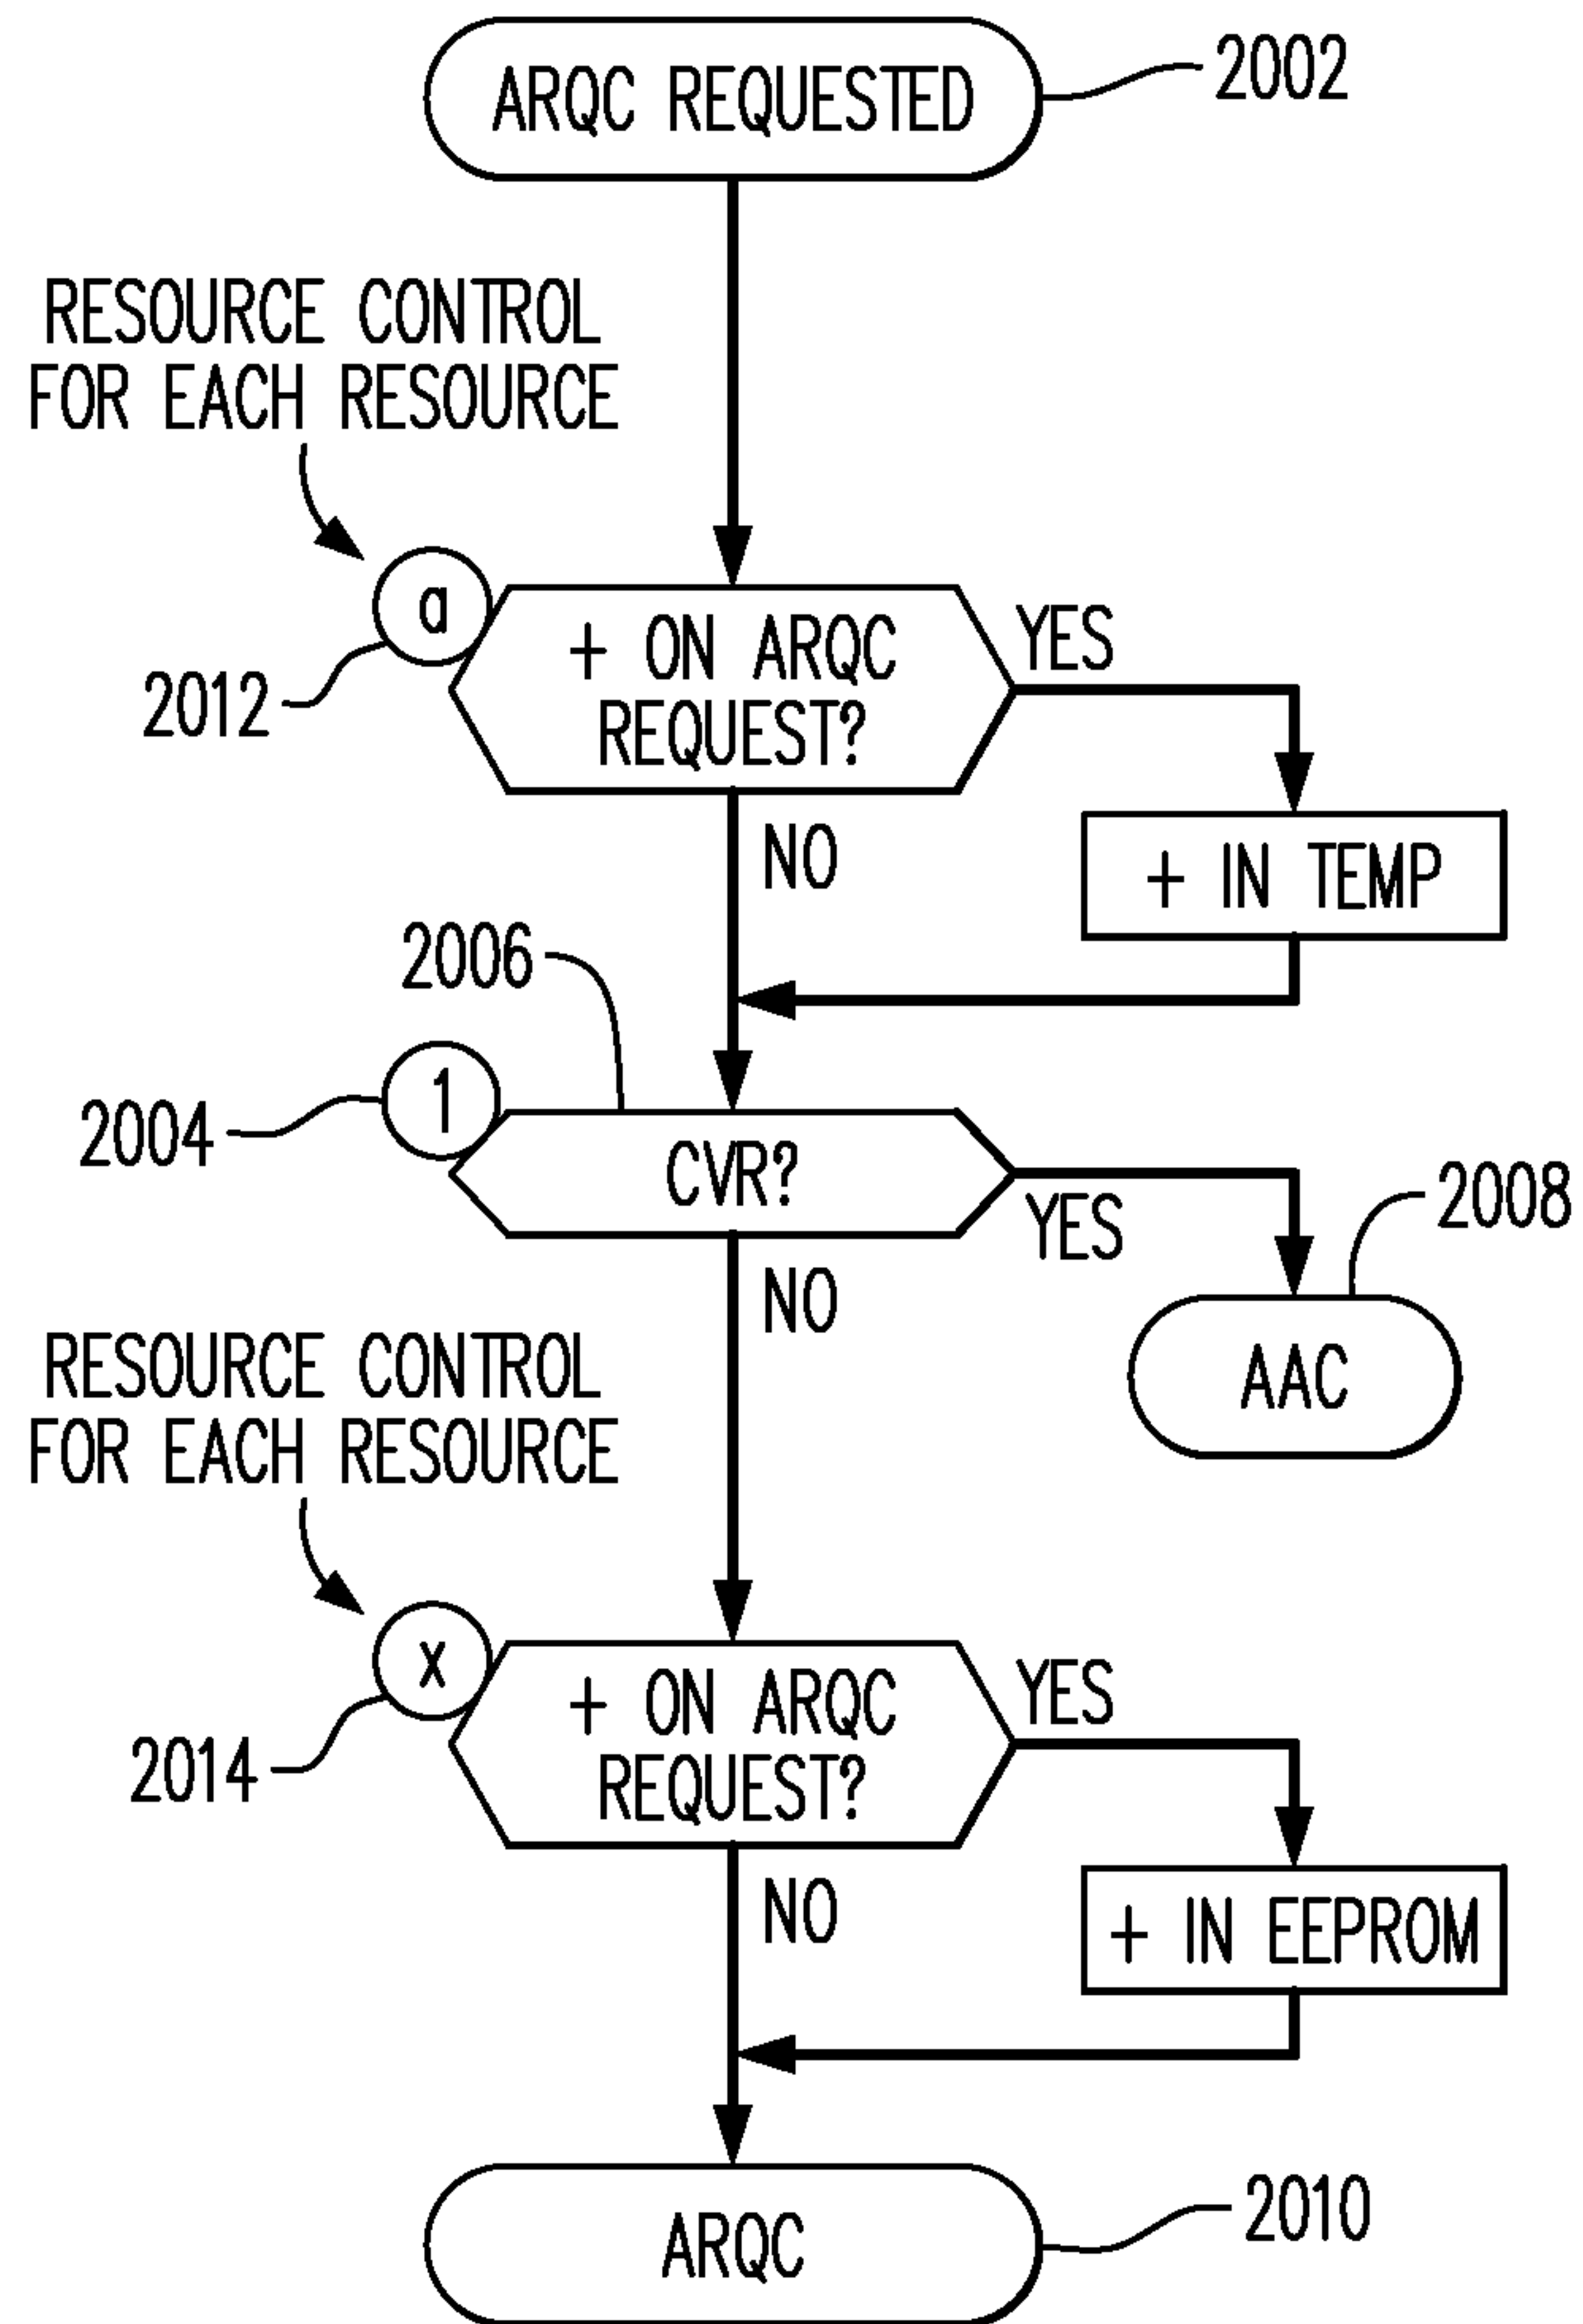 ARQC REQUESTED
2002
RESOURCE CONTROL
FOR EACH RESOURCE
a
2012
+ ON ARQC
REQUEST?
YES
NO
+ IN TEMP
2006
1
2004
CVR?
YES
2008
NO
AAC
RESOURCE CONTROL
FOR EACH RESOURCE
x
2014
+ ON ARQC
REQUEST?
YES
NO
+ IN EEPROM
ARQC
2010